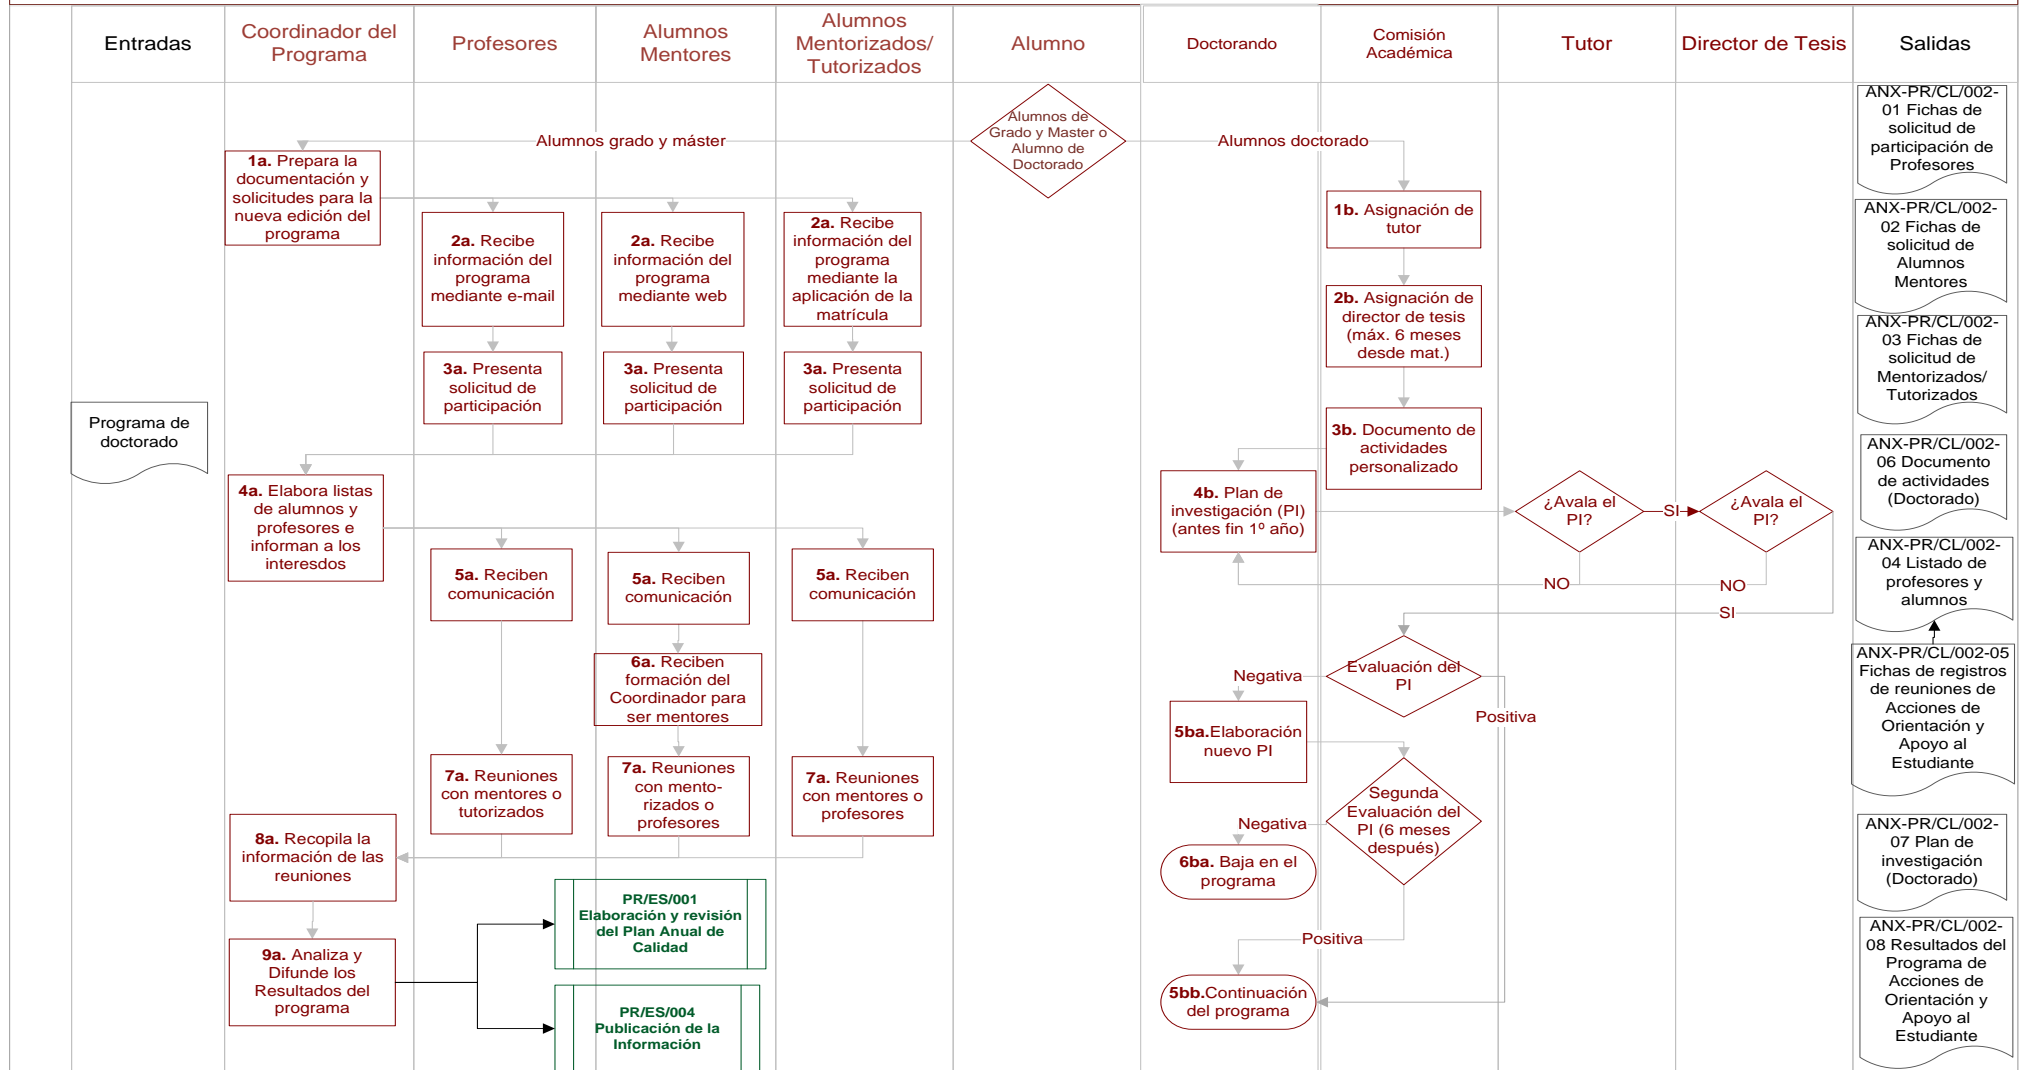 Entradas
Coordinador del
Programa
Profesores
Alumnos
Mentores
Alumnos
Mentorizados/
Tutorizados
Alumno
Doctorando
Comisión
Académica
Tutor
Director de Tesis
Salidas
Alumnos de
Grado y Master o
Alumno de
Doctorado
Alumnos grado y máster
Alumnos doctorado
1a. Prepara la
documentación y
solicitudes para la
nueva edición del
programa
2a. Recibe
información del
programa
mediante e-mail
2a. Recibe
información del
programa
mediante web
2a. Recibe
información del
programa
mediante la
aplicación de la
matrícula
3a. Presenta
solicitud de
participación
3a. Presenta
solicitud de
participación
3a. Presenta
solicitud de
participación
Programa de
doctorado
4a. Elabora listas
de alumnos y
profesores e
informan a los
interesdos
5a. Reciben
comunicación
5a. Reciben
comunicación
5a. Reciben
comunicación
6a. Reciben
formación del
Coordinador para
ser mentores
7a. Reuniones
con mentores o
tutorizados
7a. Reuniones
con mento-
rizados o
profesores
7a. Reuniones
con mentores o
profesores
8a. Recopila la
información de las
reuniones
9a. Analiza y
Difunde los
Resultados del
programa
PR/ES/001
Elaboración y revisión
del Plan Anual de
Calidad
PR/ES/004
Publicación de la
Información
1b. Asignación de
tutor
2b. Asignación de
director de tesis
(máx. 6 meses
desde mat.)
3b. Documento de
actividades
personalizado
4b. Plan de
investigación (PI)
(antes fin 1º año)
¿Avala el
PI?
SI
¿Avala el
PI?
NO
NO
SI
Evaluación del
PI
Negativa
Positiva
5ba.Elaboración
nuevo PI
Segunda
Evaluación del
PI (6 meses
después)
Negativa
6ba. Baja en el
programa
Positiva
5bb.Continuación
del programa
ANX-PR/CL/002-
01 Fichas de
solicitud de
participación de
Profesores
ANX-PR/CL/002-
02 Fichas de
solicitud de
Alumnos
Mentores
ANX-PR/CL/002-
03 Fichas de
solicitud de
Mentorizados/
Tutorizados
ANX-PR/CL/002-
06 Documento
de actividades
(Doctorado)
ANX-PR/CL/002-
04 Listado de
profesores y
alumnos
ANX-PR/CL/002-05
Fichas de registros
de reuniones de
Acciones de
Orientación y
Apoyo al
Estudiante
ANX-PR/CL/002-
07 Plan de
investigación
(Doctorado)
ANX-PR/CL/002-
08 Resultados del
Programa de
Acciones de
Orientación y
Apoyo al
Estudiante